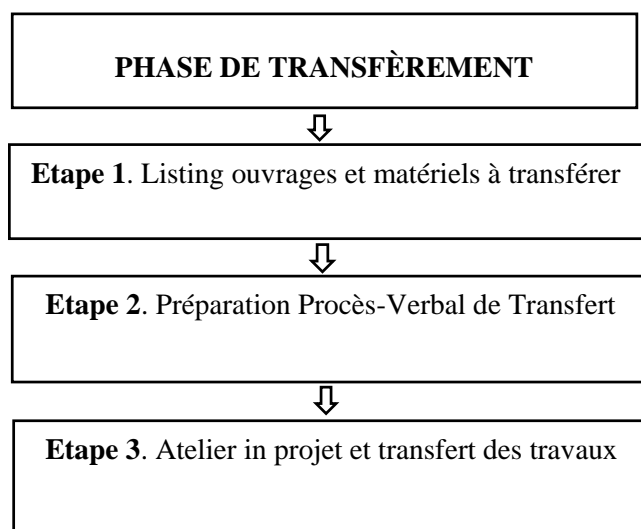 PHASE DE TRANSFÈREMENT
Etape 1. Listing ouvrages et matériels à transférer
Etape 2. Préparation Procès-Verbal de Transfert
Etape 3. Atelier in projet et transfert des travaux